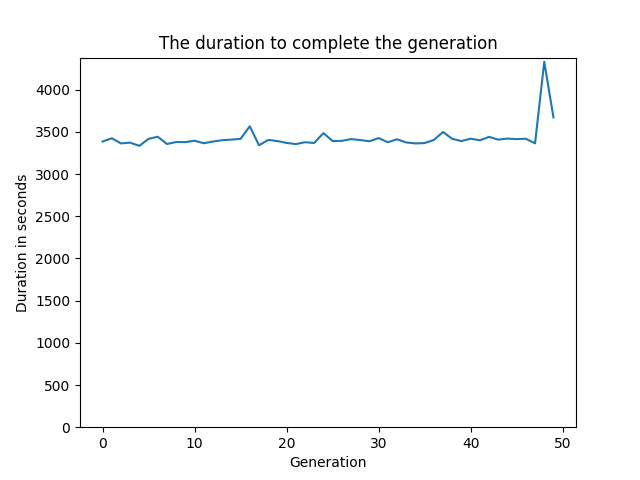 The duration to complete the generation
Duration in seconds
4000
3500
3000
2500
2000
1500
1000
500
0
0 10 20 30 40 50
Generation